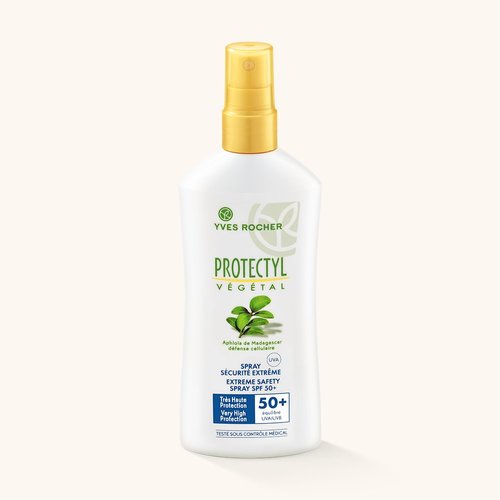 YVES ROCHER
PROTECTYL
VÉGÉTAL
Aphloia de Madagascar
défense cellulaire
UVA
SPRAY
SÉCURITÉ EXTRÊME
EXTREME SAFETY
SPRAY SPF 50+
Très Haute
Protection
Very High
Protection
50+
équilibre
UVA/UVB
TESTÉ SOUS CONTRÔLE MÉDICAL